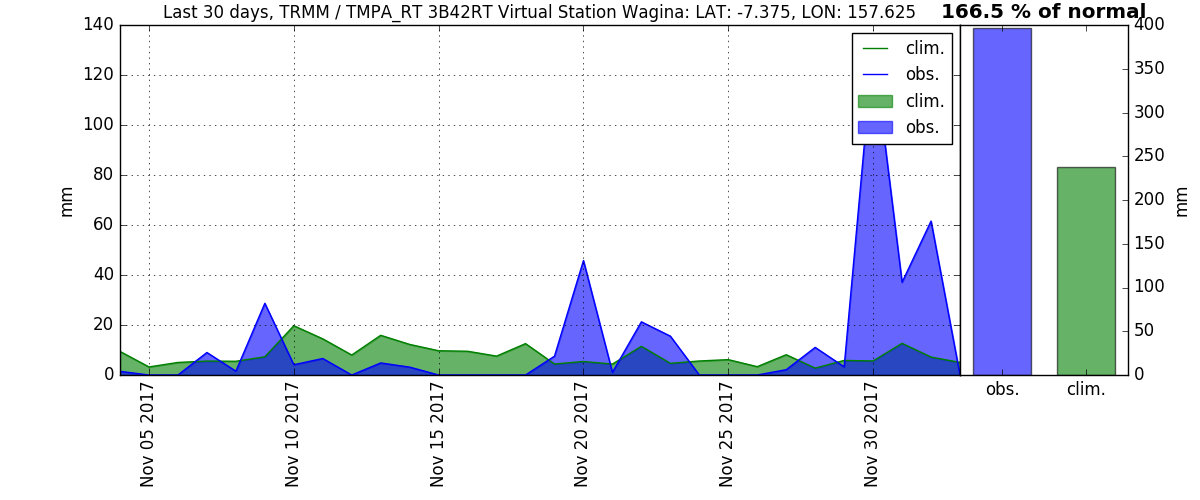 Last 30 days, TRMM / TMPA_RT 3B42RT Virtual Station Wagina: LAT: -7.375, LON: 157.625
166.5 % of normal
140
120
100
80
60
40
20
0
mm
clim.
obs.
clim.
obs.
400
350
300
250
200
150
100
50
0
mm
Nov 05 2017
Nov 10 2017
Nov 15 2017
Nov 20 2017
Nov 25 2017
Nov 30 2017
obs.
clim.